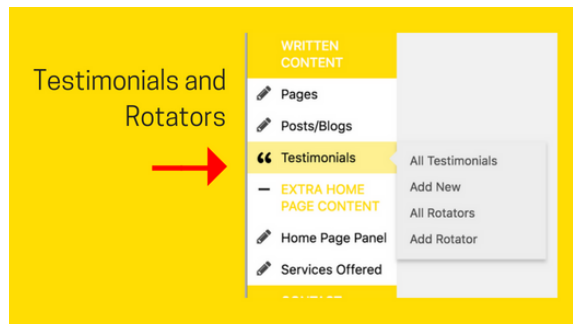 Testimonials and
Rotators
WRITTEN
CONTENT
Pages
Posts/Blogs
Testimonials
EXTRA HOME
PAGE CONTENT
Home Page Panel
Services Offered
All Testimonials
Add New
All Rotators
Add Rotator